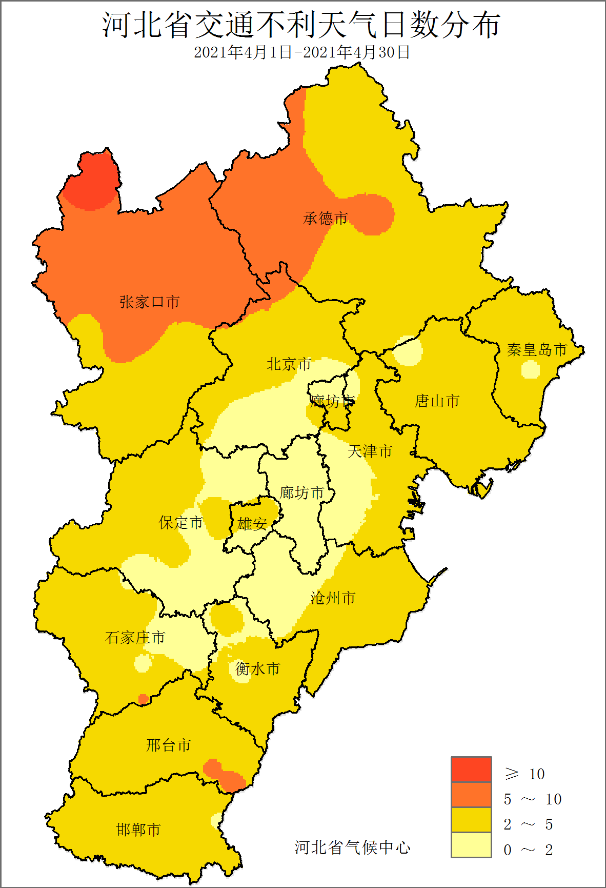 河北省交通不利天气日数分布
2021年4月1日-2021年4月30日
承德市
张家口市
秦皇岛市
北京市
廊坊市
唐山市
天津市
廊坊市
保定市
雄安
沧州市
石家庄市
衡水市
邢台市
邯郸市
≥ 10
5 ~ 10
2 ~ 5
0 ~ 2
河北省气候中心